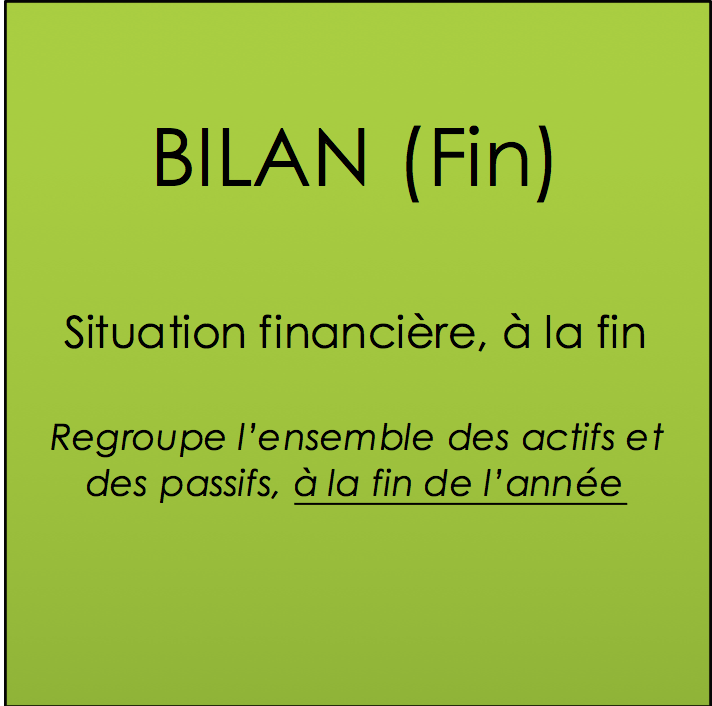 BILAN (Fin)
Situation financière, à la fin
Regroupe l’ensemble des actifs et
des passifs, à la fin de l’année